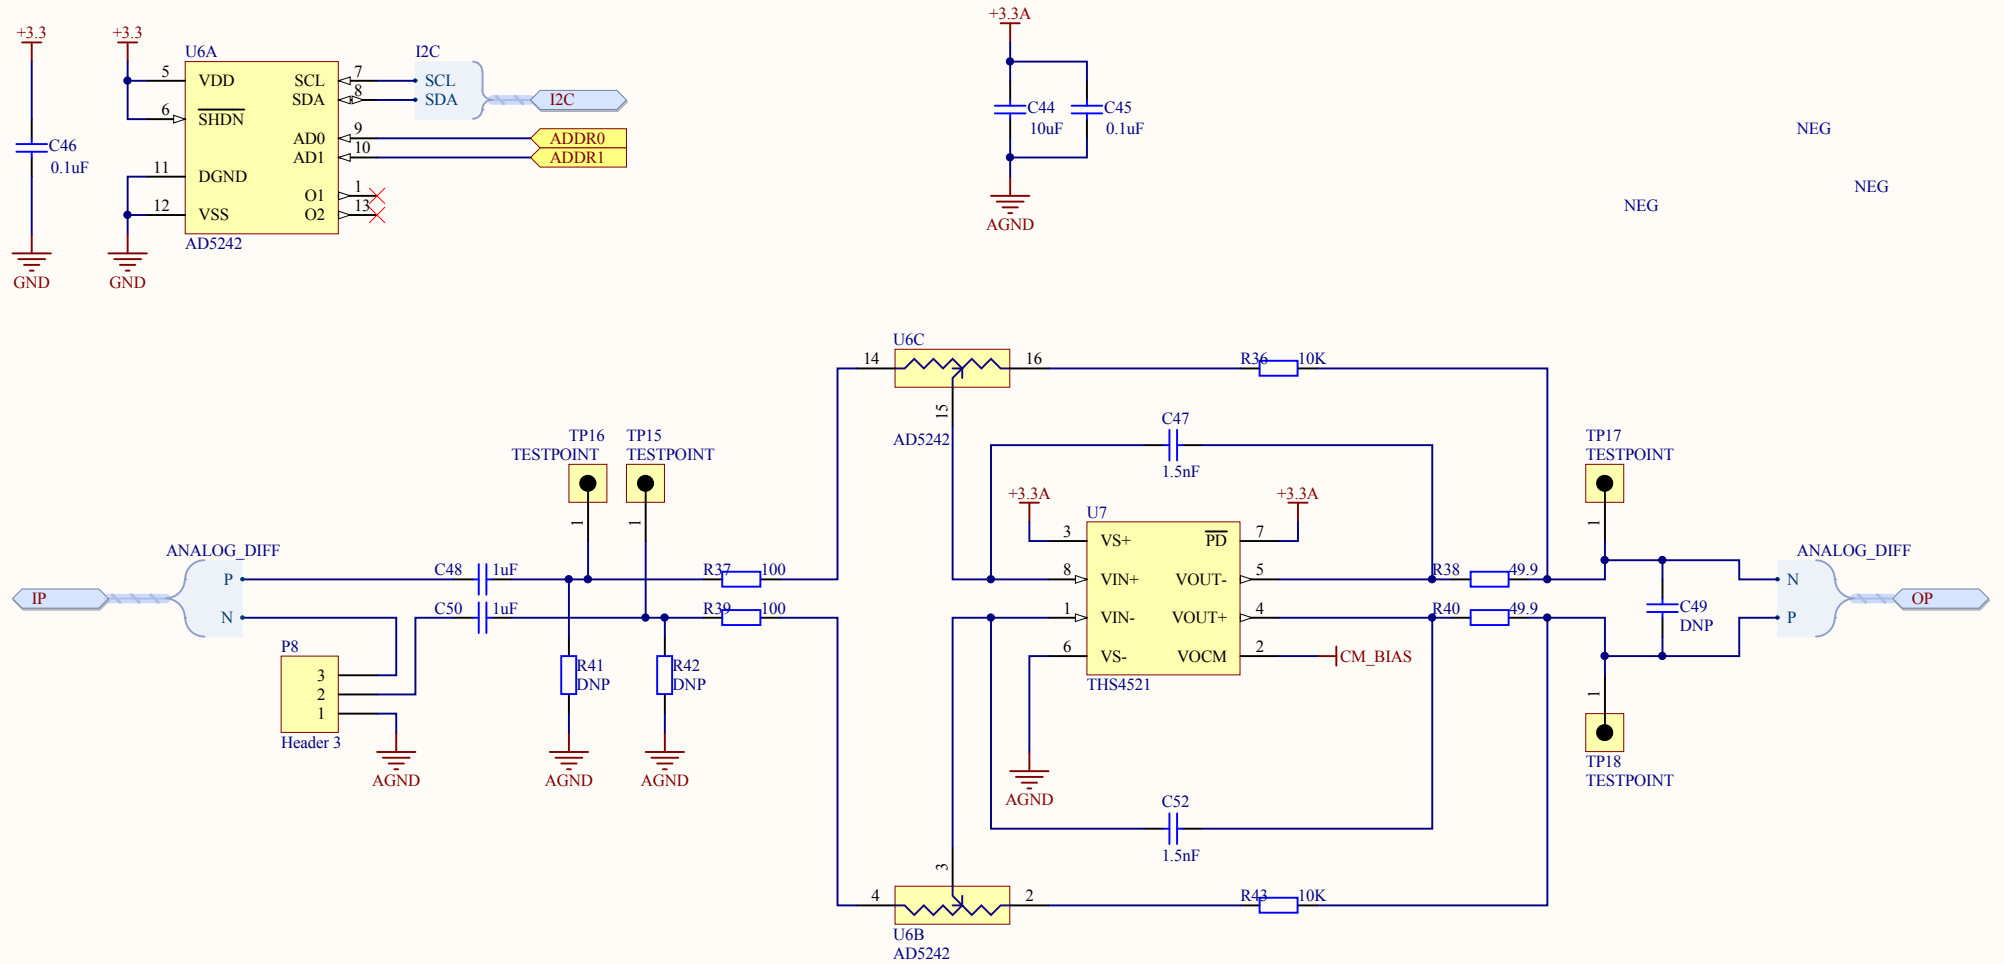 +3.3
+3.3
U6A
I2C
5
VDD
SCL
7
SCL
SDA
8
SDA
I2C
6
SHDN
AD0
9
ADDR0
AD1
10
ADDR1
11
DGND
O1
1
12
VSS
O2
13
AD5242
C46
0.1uF
GND
GND
+3.3A
C44
10uF
C45
0.1uF
AGND
NEG
NEG
NEG
U6C
14
16
15
AD5242
R36
10K
C47
1.5nF
TP16
TESTPOINT
1
TP15
TESTPOINT
1
TP17
TESTPOINT
1
+3.3A
+3.3A
U7
3
VS+
PD
7
8
VIN+
VOUT-
5
1
VIN-
VOUT+
4
6
VS-
VOCM
2
CM_BIAS
THS4521
ANALOG_DIFF
P
N
IP
C48
1uF
C50
1uF
R37
100
R39
100
R38
49.9
R40
49.9
C49
DNP
ANALOG_DIFF
N
P
OP
P8
3
2
1
Header 3
AGND
R41
DNP
AGND
R42
DNP
AGND
AGND
1
TP18
TESTPOINT
C52
1.5nF
3
4
2
U6B
AD5242
R43
10K